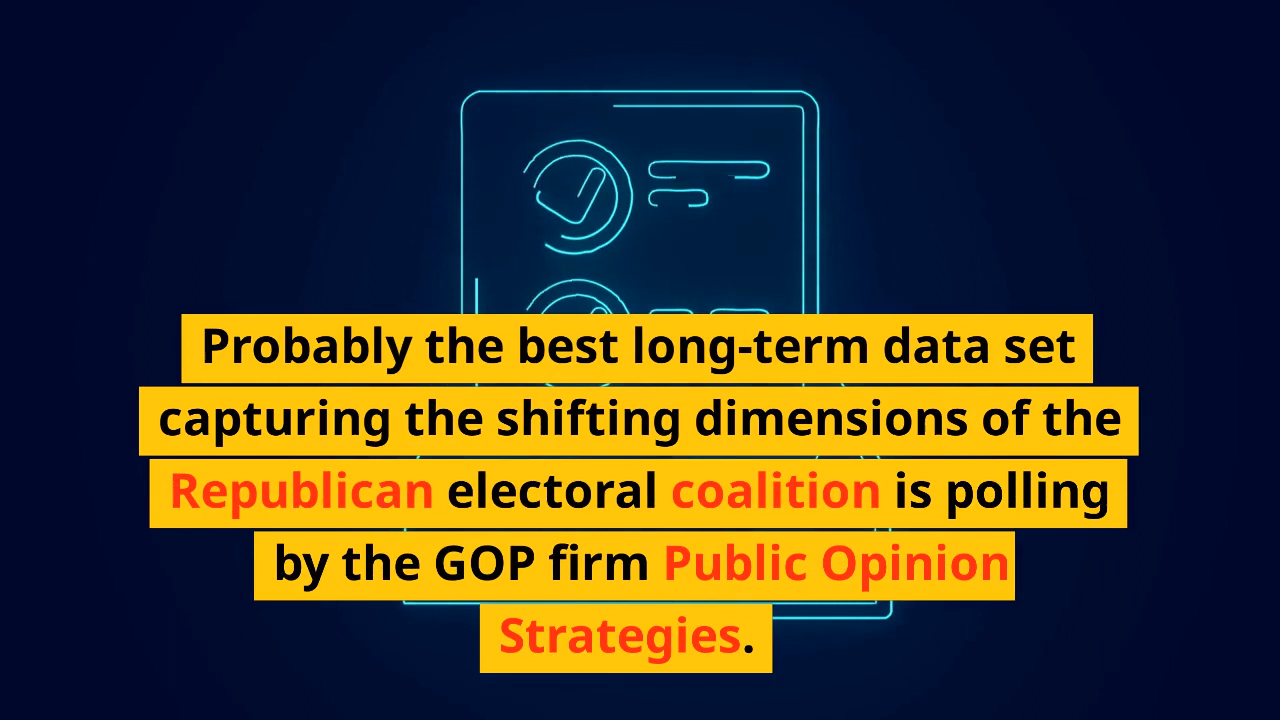 Probably the best long-term data set
capturing the shifting dimensions of the
Republican electoral coalition is polling
by the GOP firm Public Opinion
Strategies.